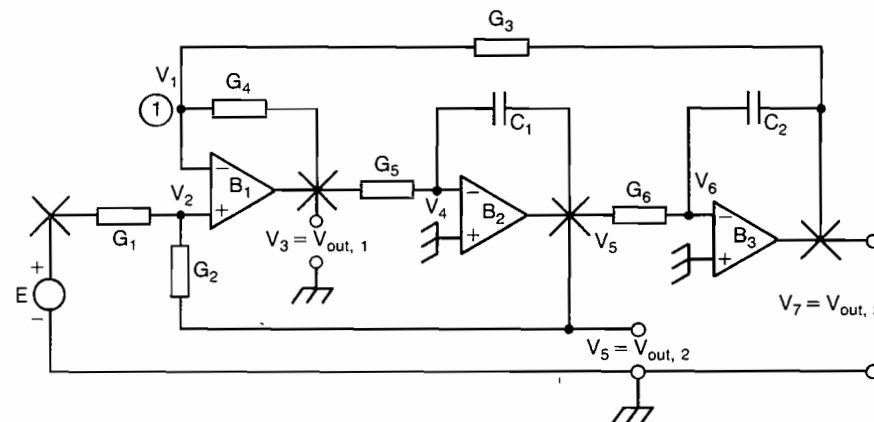 G3
V1
G4
1
C1
C2
−
B1
+
V2
G5
V4
−
B2
+
G6
V6
−
B3
+
G1
G2
V3 = Vout, 1
V5
+
E
−
V7 = Vout,
V5 = Vout, 2